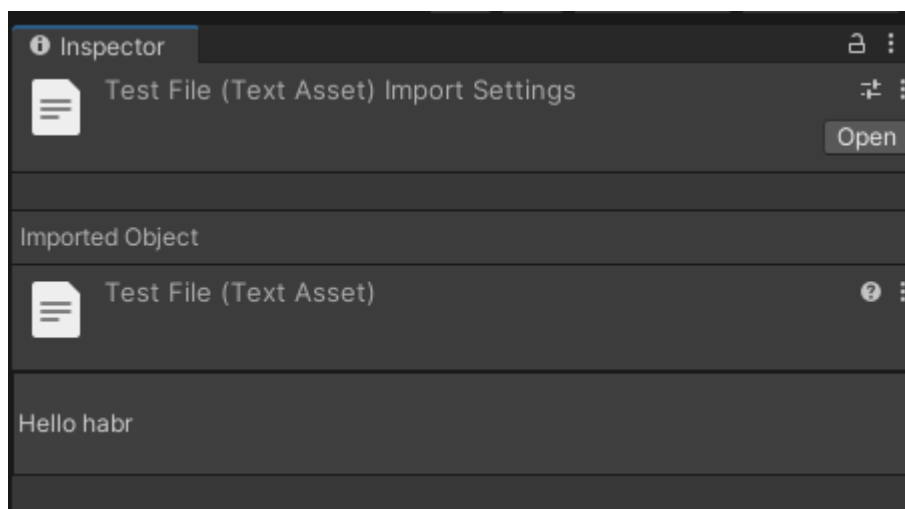 Inspector
Test File (Text Asset) Import Settings
Open
Imported Object
Test File (Text Asset)
Hello habr